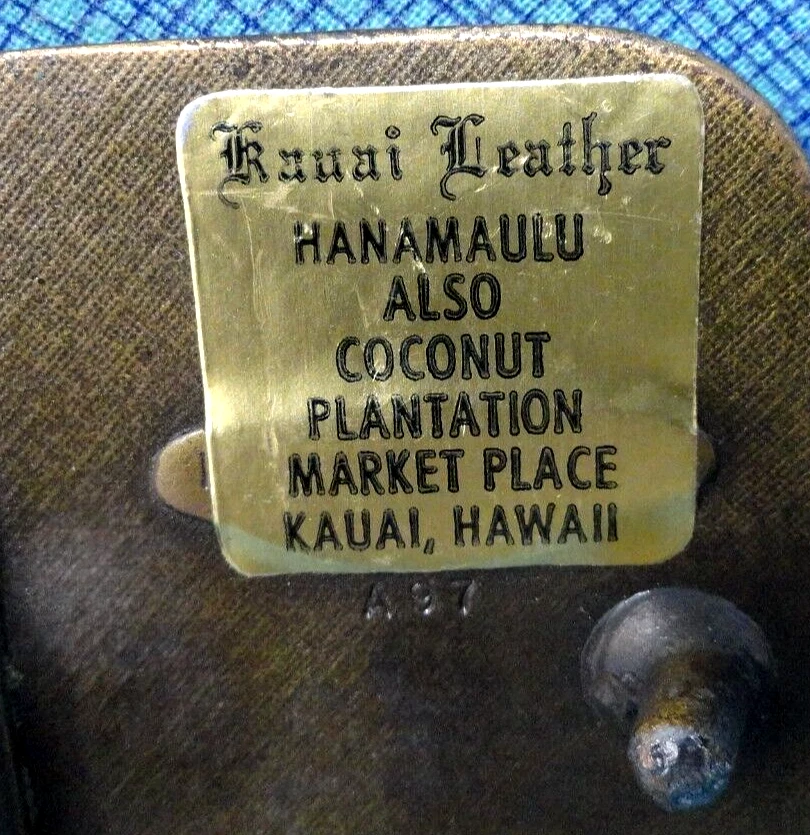 Kauai Leather
HANAMAULU
ALSO
COCONUT
PLANTATION
MARKET PLACE
KAUAI, HAWAII
A97